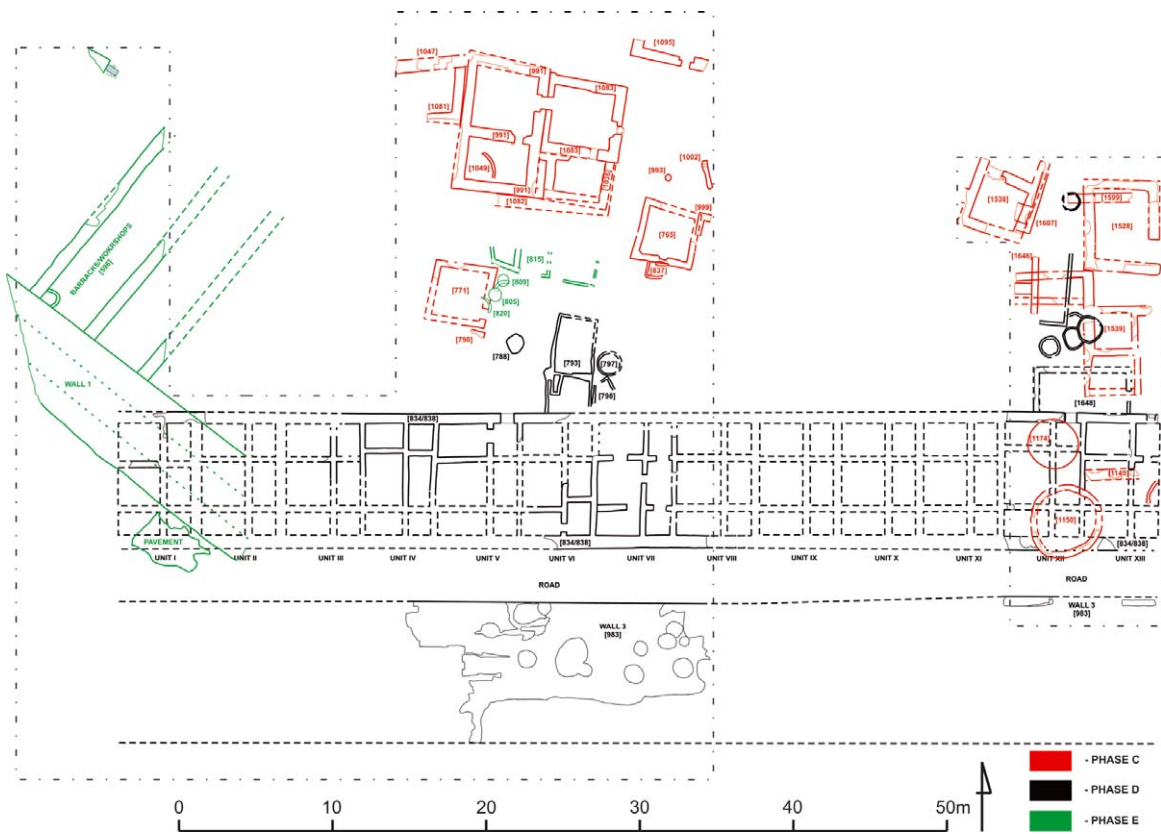 [1047]
[991]
[1095]
[1083]
[1081]
[991]
[1083]
[1049]
[991]
[1082]
[993]
[1002]
[999]
[765]
[837]
[815]
[809]
[771]
[805]
[820]
[790]
[788]
[793]
[797]
[798]
[1538]
[1607]
[1599]
[1528]
[1646]
[1539]
[1648]
BARRACKS/WOKRSHOPS
WALL 1
[834/838]
[1174]
[1149]
[1150]
PAVEMENT
[834/838]
[834/838]
UNIT I
UNIT II
UNIT III
UNIT IV
UNIT V
UNIT VI
UNIT VII
UNIT VIII
UNIT IX
UNIT X
UNIT XI
UNIT XII
UNIT XIII
ROAD
ROAD
WALL 3
[983]
WALL 3
[983]
- PHASE C
- PHASE D
- PHASE E
0 10 20 30 40 50m